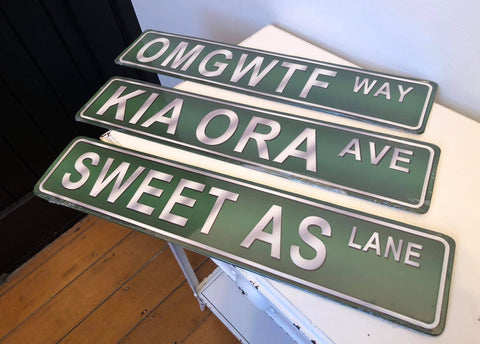 OMGWTF WAY
KIA ORA AVE
SWEET AS LANE